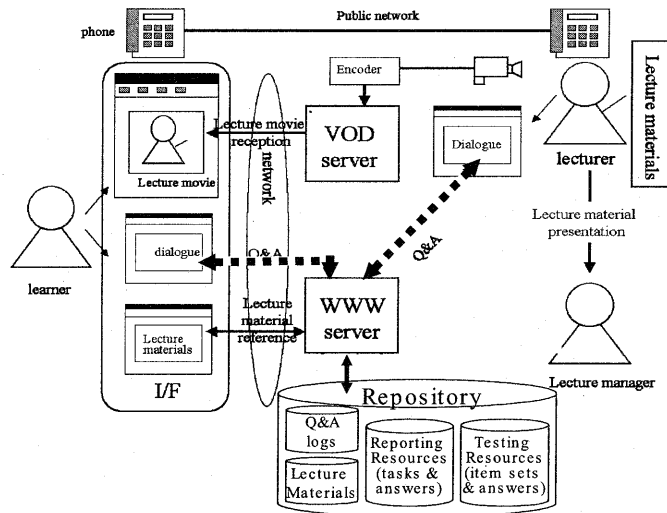 Public network
phone
Encoder
Lecture materials
Lecture movie
reception
VOD
server
Dialogue
lecturer
Lecture movie
network
Lecture material
presentation
learner
dialogue
Q&A
Q&A
WWW
server
Lecture
material
reference
Lecture
materials
I/F
Lecture manager
Repository
Q&A
logs
Lecture
Materials
Reporting
Resources
(tasks &
answers)
Testing
Resources
(item sets
& answers)